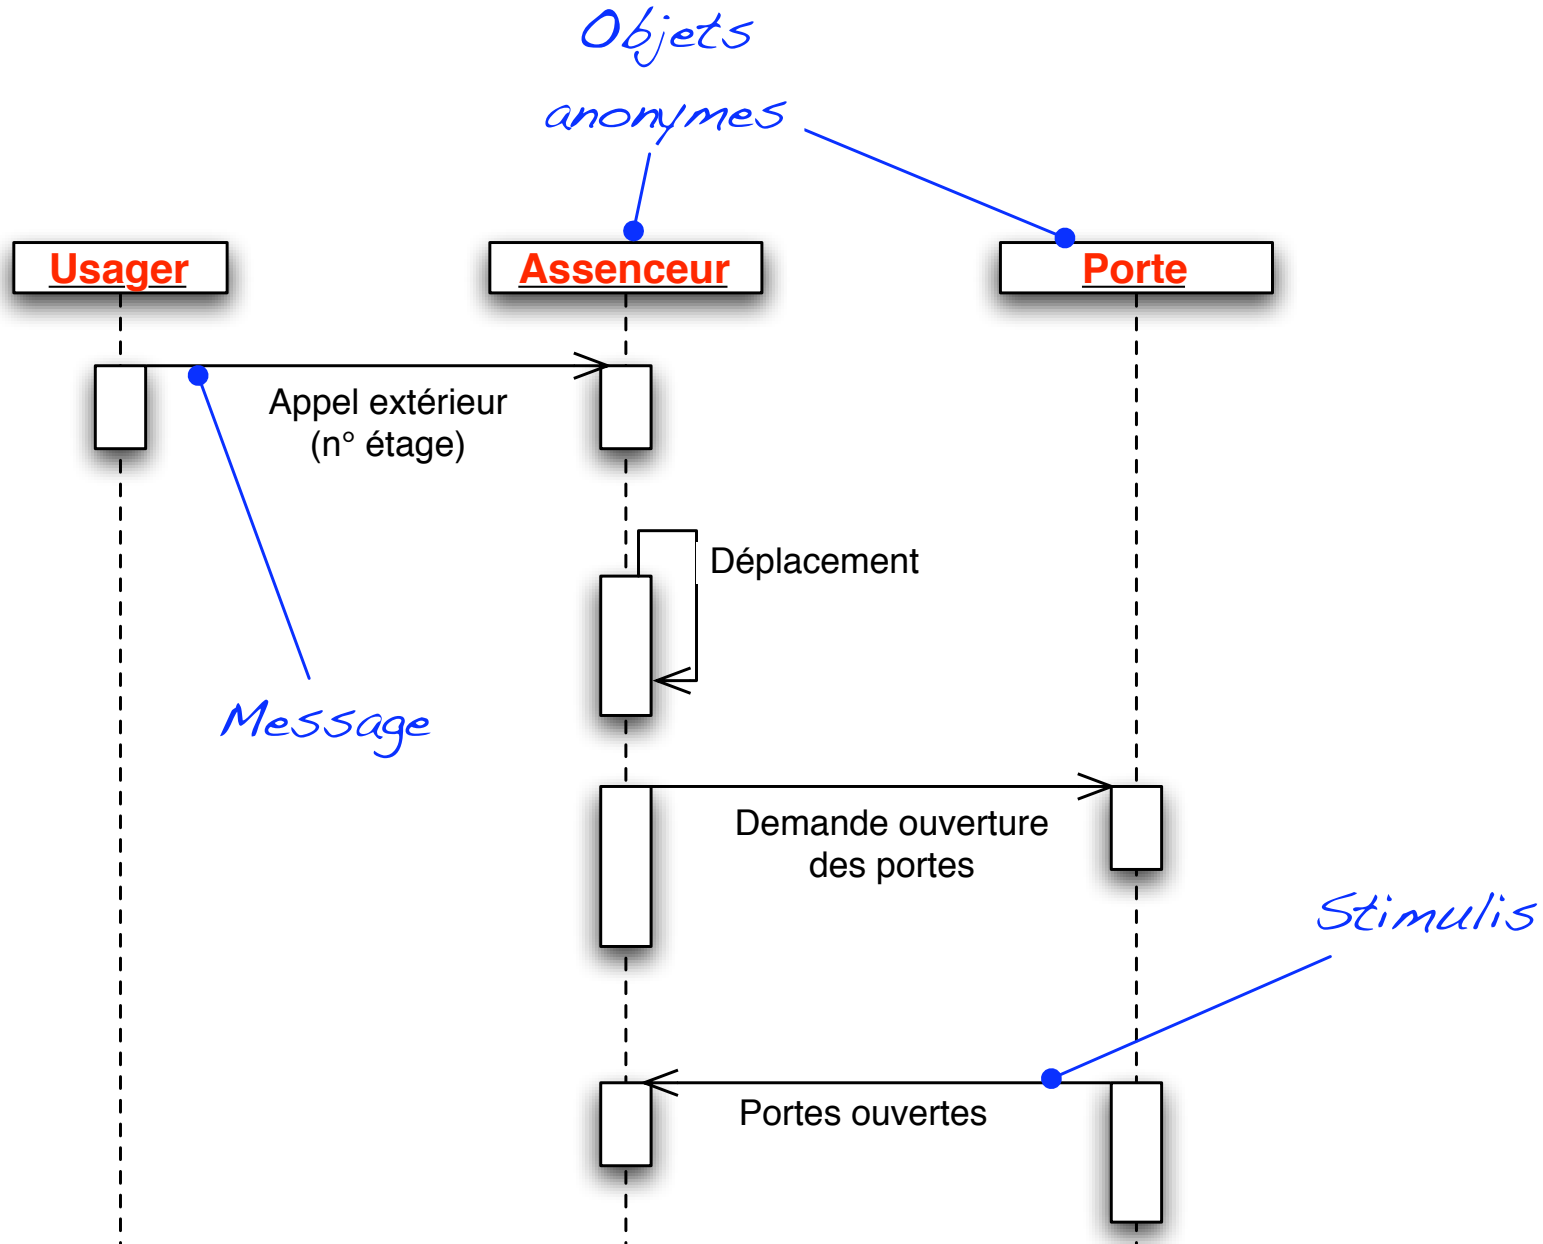 Objets
anonymes
Usager
Assenceur
Porte
Appel extérieur
(n° étage)
Déplacement
Message
Demande ouverture
des portes
Stimulis
Portes ouvertes